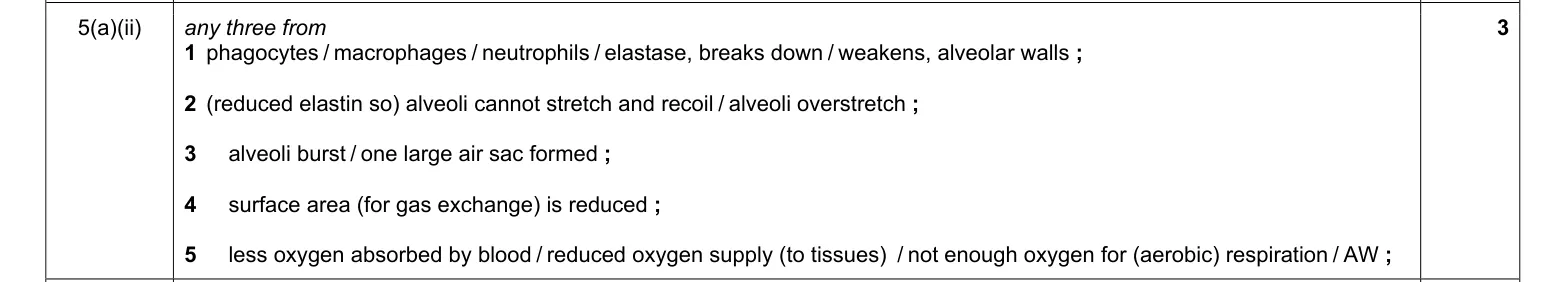 5(a)(ii) any three from 3
1 phagocytes / macrophages / neutrophils / elastase, breaks down / weakens, alveolar walls ;
2 (reduced elastin so) alveoli cannot stretch and recoil / alveoli overstretch ;
3 alveoli burst / one large air sac formed ;
4 surface area (for gas exchange) is reduced ;
5 less oxygen absorbed by blood / reduced oxygen supply (to tissues) / not enough oxygen for (aerobic) respiration / AW ;